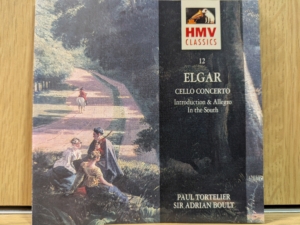 HMV
CLASSICS
12
ELGAR
CELLO CONCERTO
Introduction & Allegro
In the South
PAUL TORTELIER
SIR ADRIAN BOULT